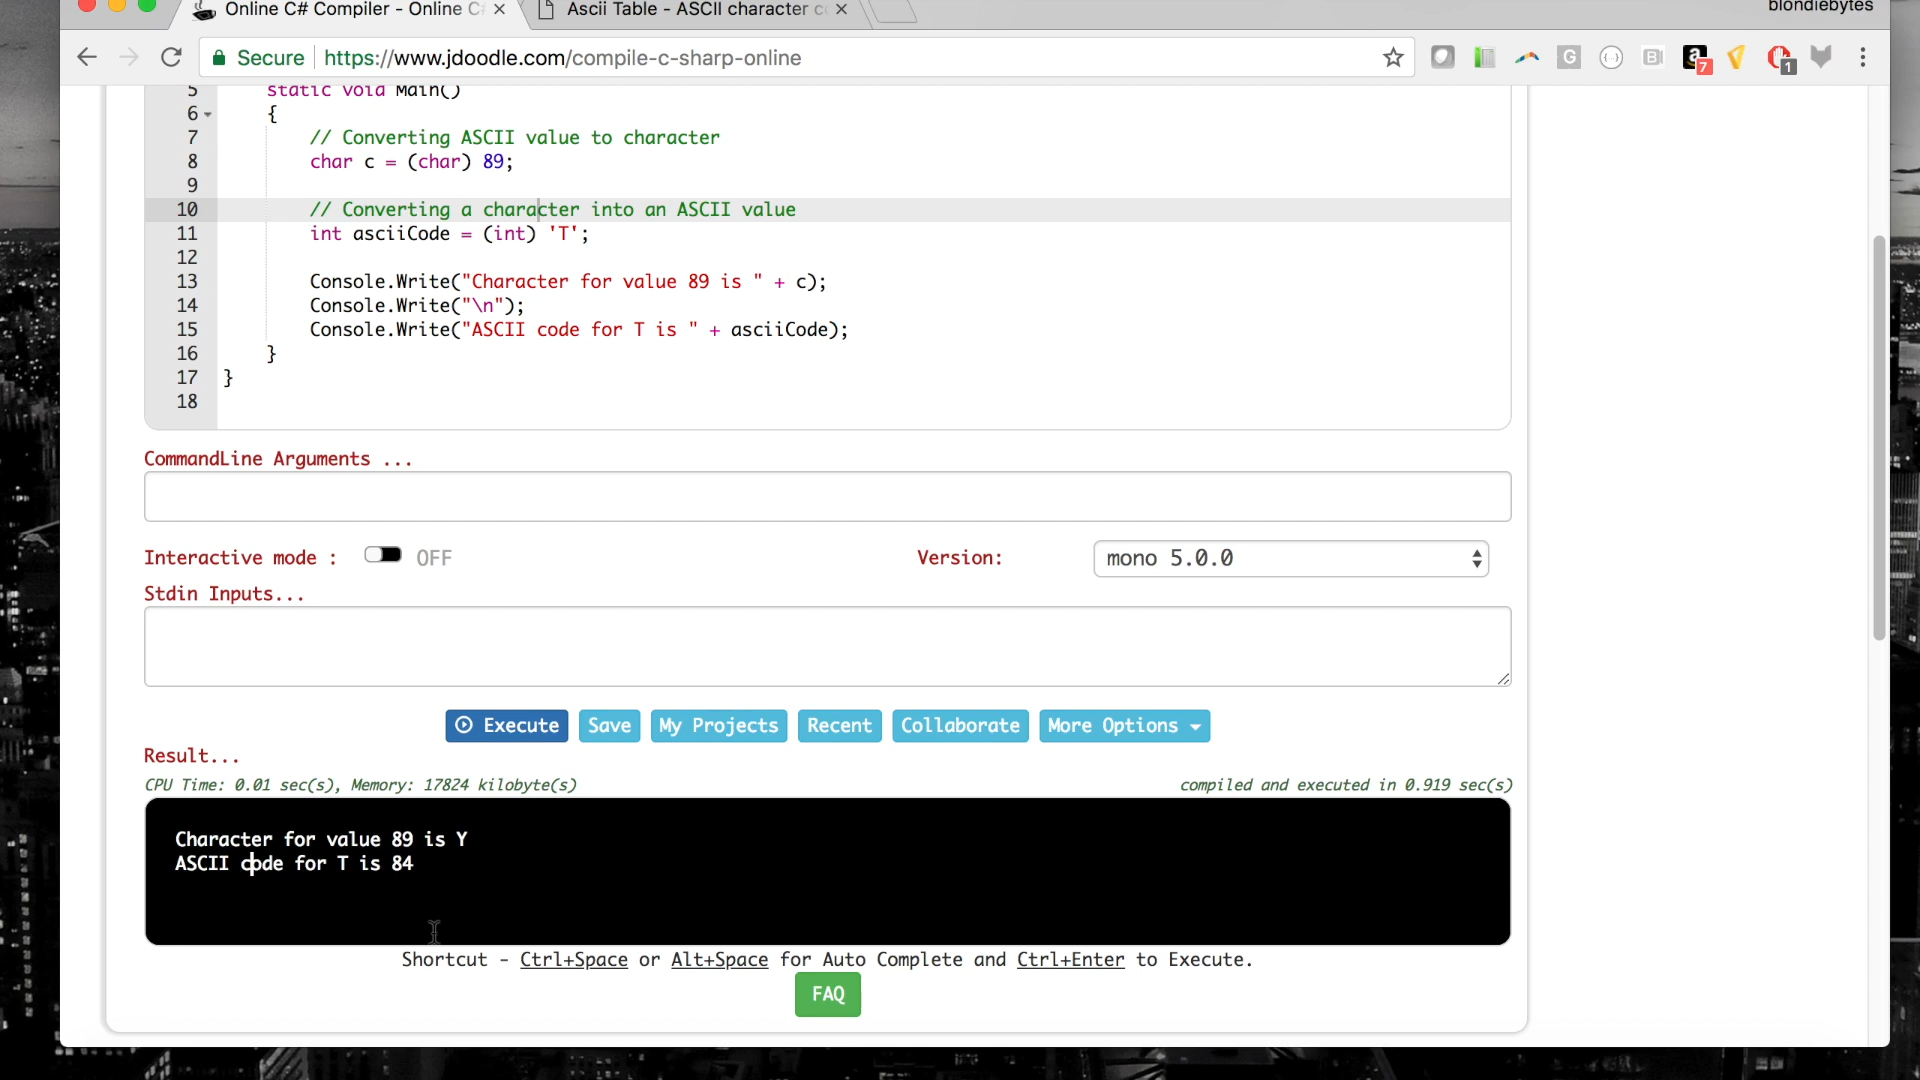 Online C# Compiler - Online C
Ascii Table - ASCII character c
blondiebytes
Secure
https://www.jdoodle.com/compile-c-sharp-online
G
B
a
7
1
5 static void Main()
6 {
7 // Converting ASCII value to character
8 char c = (char) 89;
9
10 // Converting a character into an ASCII value
11 int asciiCode = (int) 'T';
12
13 Console.Write("Character for value 89 is " + c);
14 Console.Write("\n");
15 Console.Write("ASCII code for T is " + asciiCode);
16 }
17 }
18
CommandLine Arguments ...
Interactive mode : OFF
Version: mono 5.0.0
Stdin Inputs...
Execute Save My Projects Recent Collaborate More Options
Result...
CPU Time: 0.01 sec(s), Memory: 17824 kilobyte(s)
compiled and executed in 0.919 sec(s)
Character for value 89 is Y
ASCII code for T is 84
Shortcut - Ctrl+Space or Alt+Space for Auto Complete and Ctrl+Enter to Execute.
FAQ